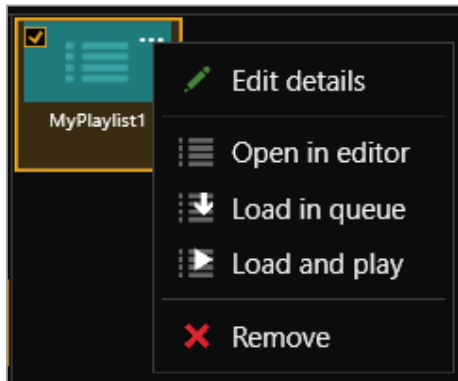 MyPlaylist1
Edit details
Open in editor
Load in queue
Load and play
Remove